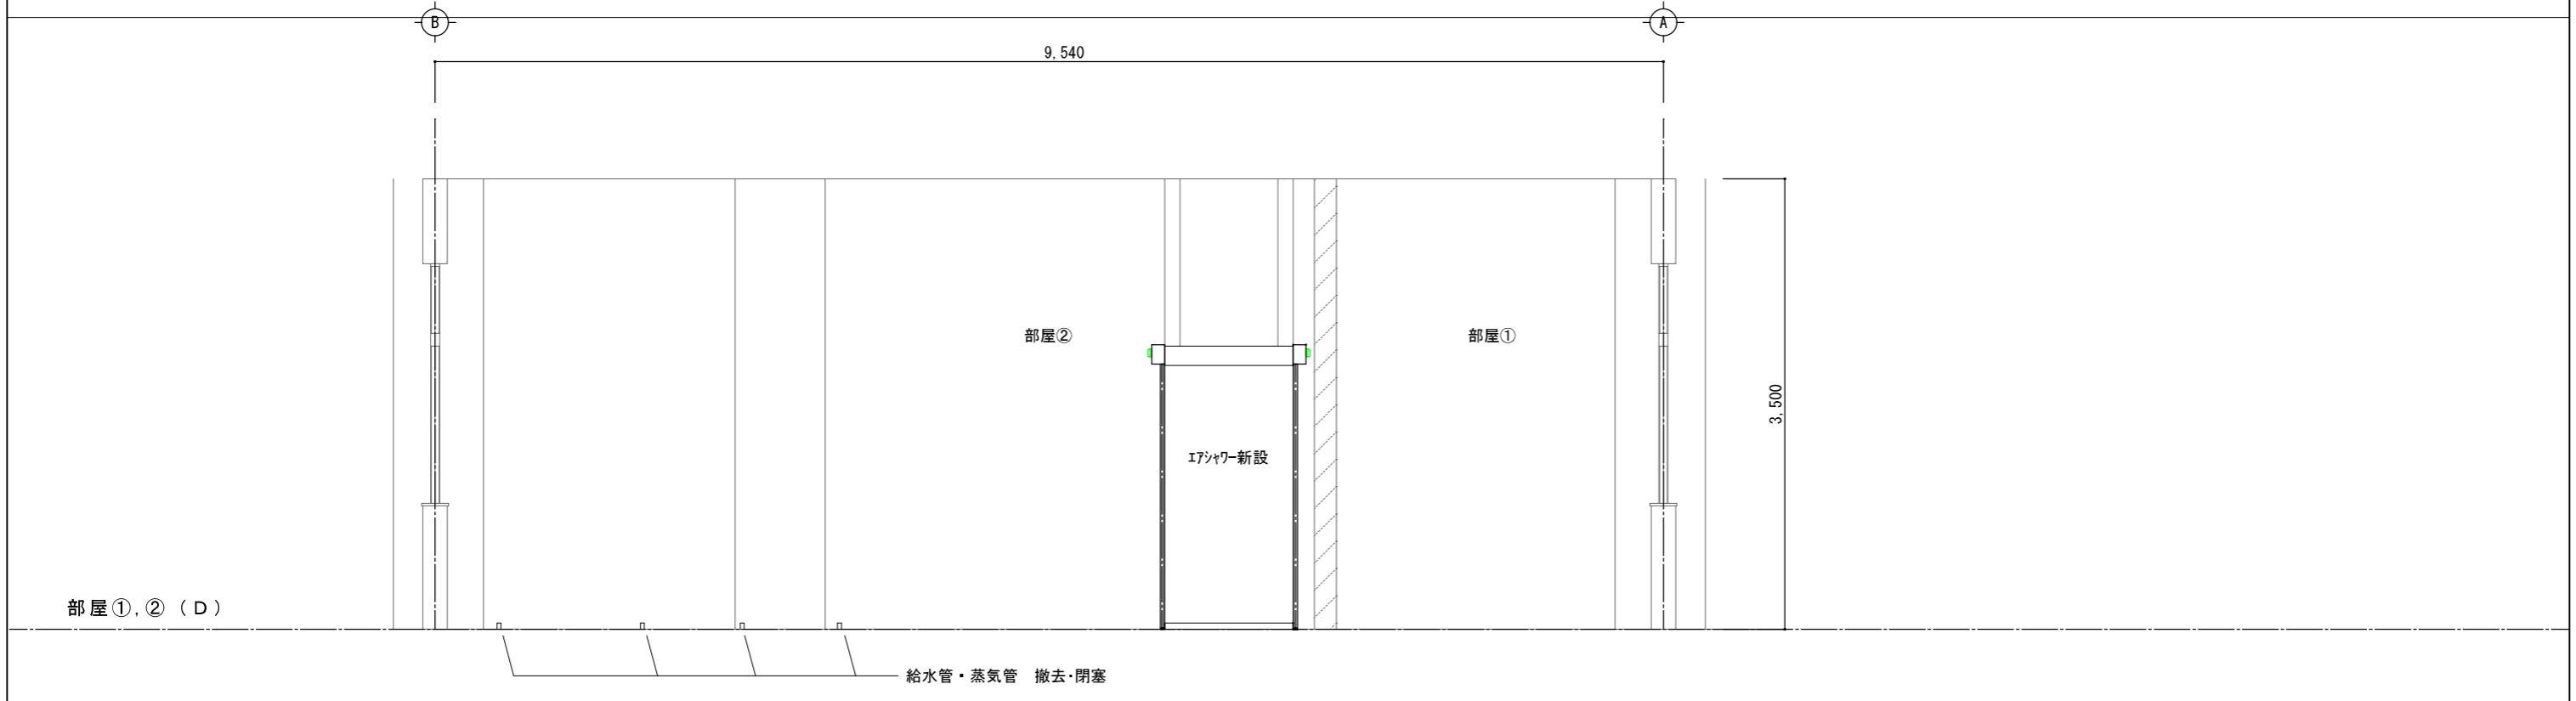 B
A
9,540
部屋②
部屋①
3,500
ｴｱｼｬﾜｰ新設
部屋①,②（Ｄ）
給水管・蒸気管　撤去・閉塞